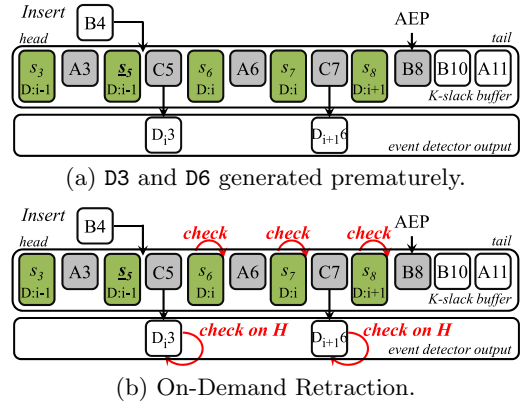 Insert B4 AEP
head tail
s3 D:i-1 A3 s5 D:i-1 C5 s6 D:i A6 s7 D:i C7 s8 D:i+1 B8 B10 A11
K-slack buffer
Di3 Di+16
event detector output
(a) D3 and D6 generated prematurely.
Insert B4 check check check AEP
head tail
s3 D:i-1 A3 s5 D:i-1 C5 s6 D:i A6 s7 D:i C7 s8 D:i+1 B8 B10 A11
K-slack buffer
Di3 check on H Di+16 check on H
event detector output
(b) On-Demand Retraction.